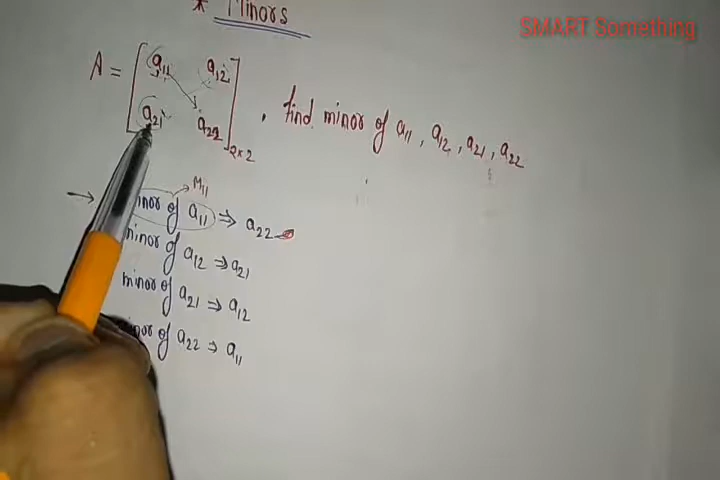 * Minors
SMART Something
A = [a11 a12
a21 a22]2×2 . find minor of a11, a12, a21, a22
→ minor of a11 ⇒ a22
M11
minor of a12 ⇒ a21
minor of a21 ⇒ a12
minor of a22 ⇒ a11